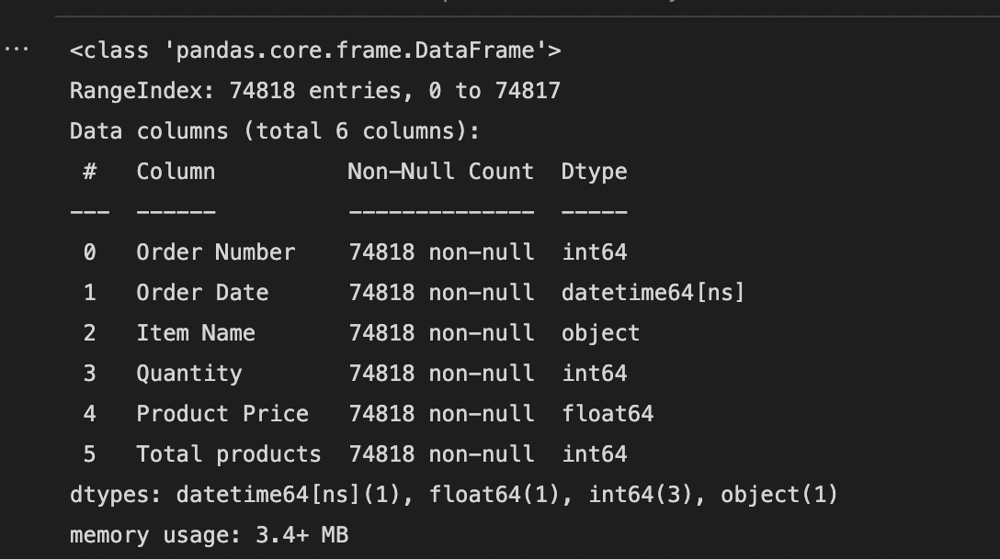 ...
<class 'pandas.core.frame.DataFrame'>
RangeIndex: 74818 entries, 0 to 74817
Data columns (total 6 columns):
 #   Column          Non-Null Count  Dtype
---  ------          --------------  -----
 0   Order Number    74818 non-null  int64
 1   Order Date      74818 non-null  datetime64[ns]
 2   Item Name       74818 non-null  object
 3   Quantity        74818 non-null  int64
 4   Product Price   74818 non-null  float64
 5   Total products  74818 non-null  int64
dtypes: datetime64[ns](1), float64(1), int64(3), object(1)
memory usage: 3.4+ MB